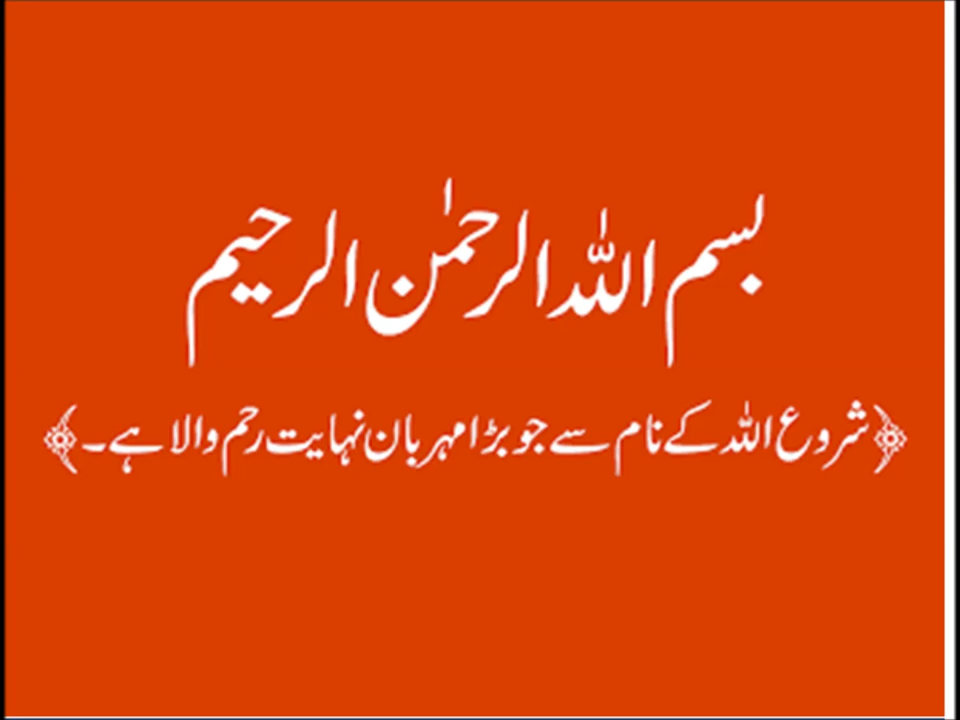 بسم اللہ الرحمٰن الرحیم
﴿شروع اللہ کے نام سے جو بڑا مہربان نہایت رحم والا ہے۔﴾